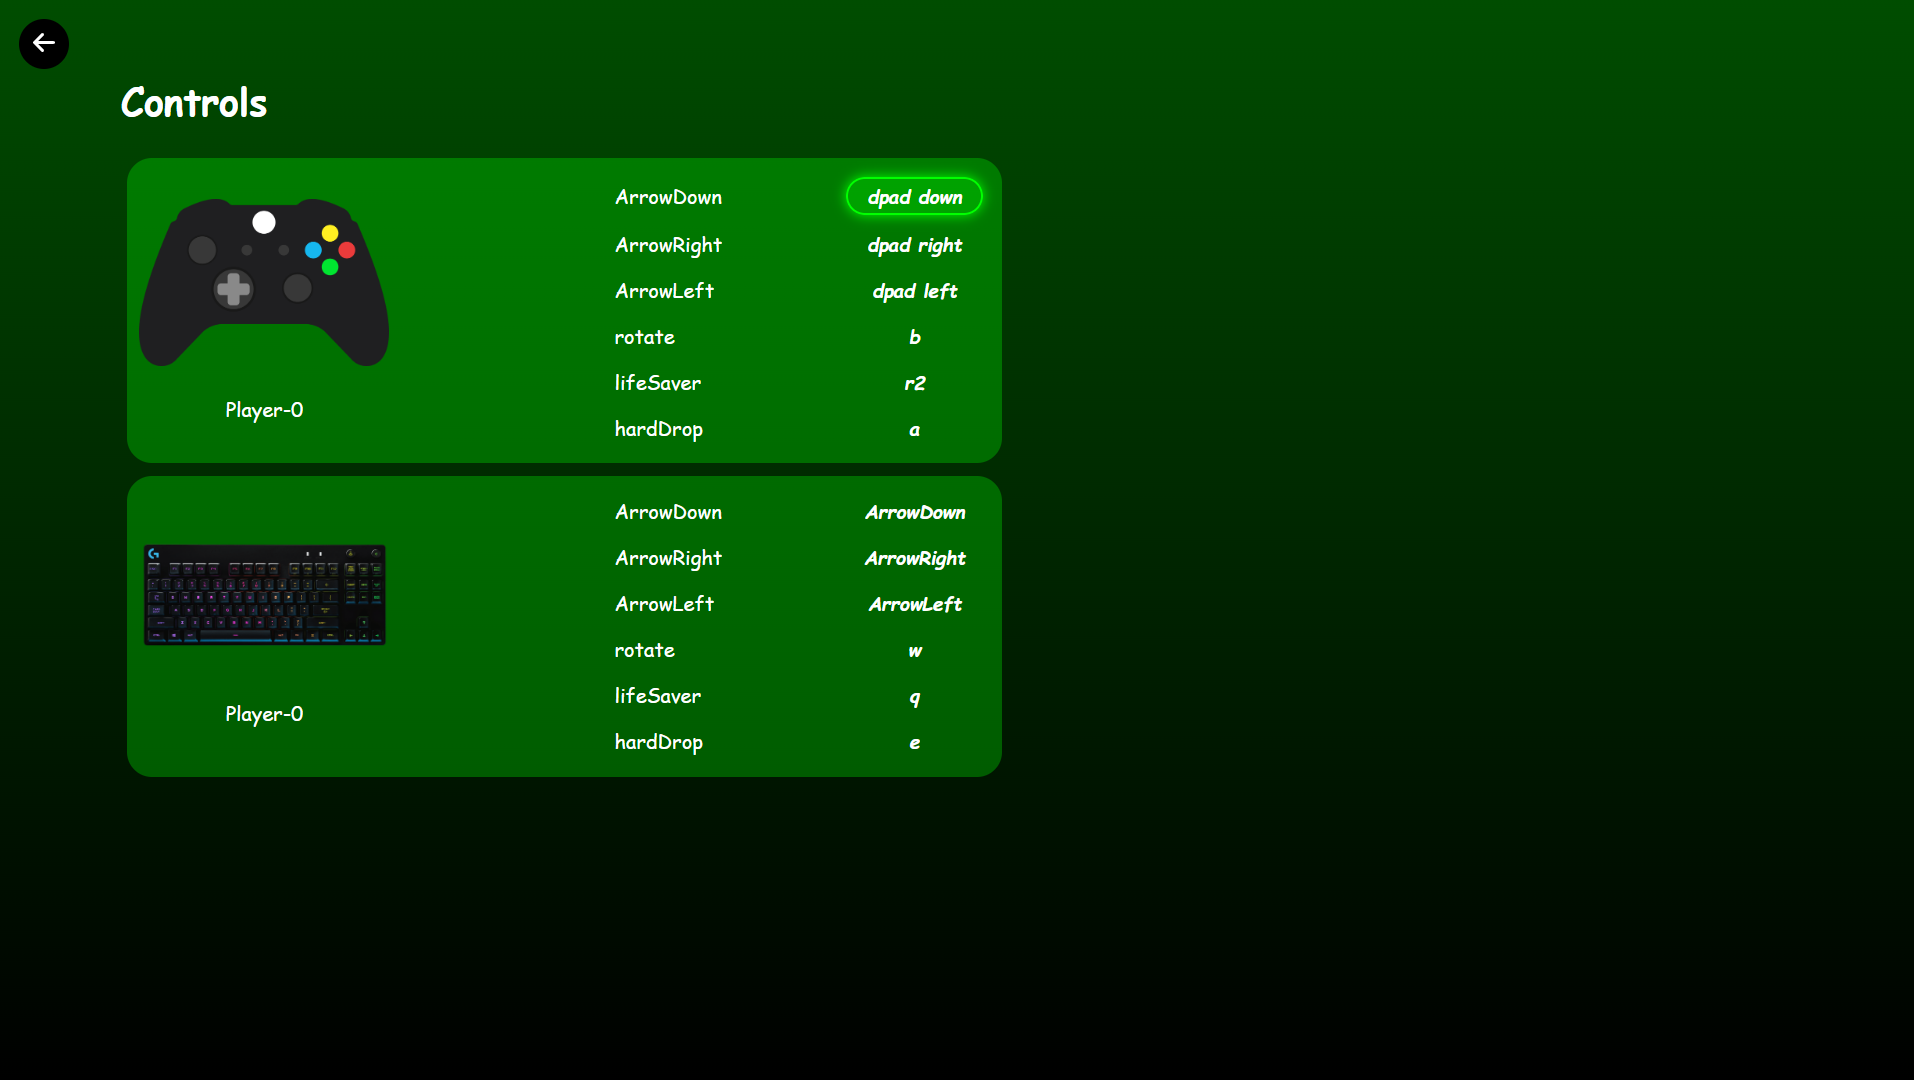 Controls
ArrowDown dpad down
ArrowRight dpad right
ArrowLeft dpad left
rotate b
lifeSaver r2
hardDrop a
Player-0
ArrowDown ArrowDown
ArrowRight ArrowRight
ArrowLeft ArrowLeft
rotate w
lifeSaver q
hardDrop e
Player-0